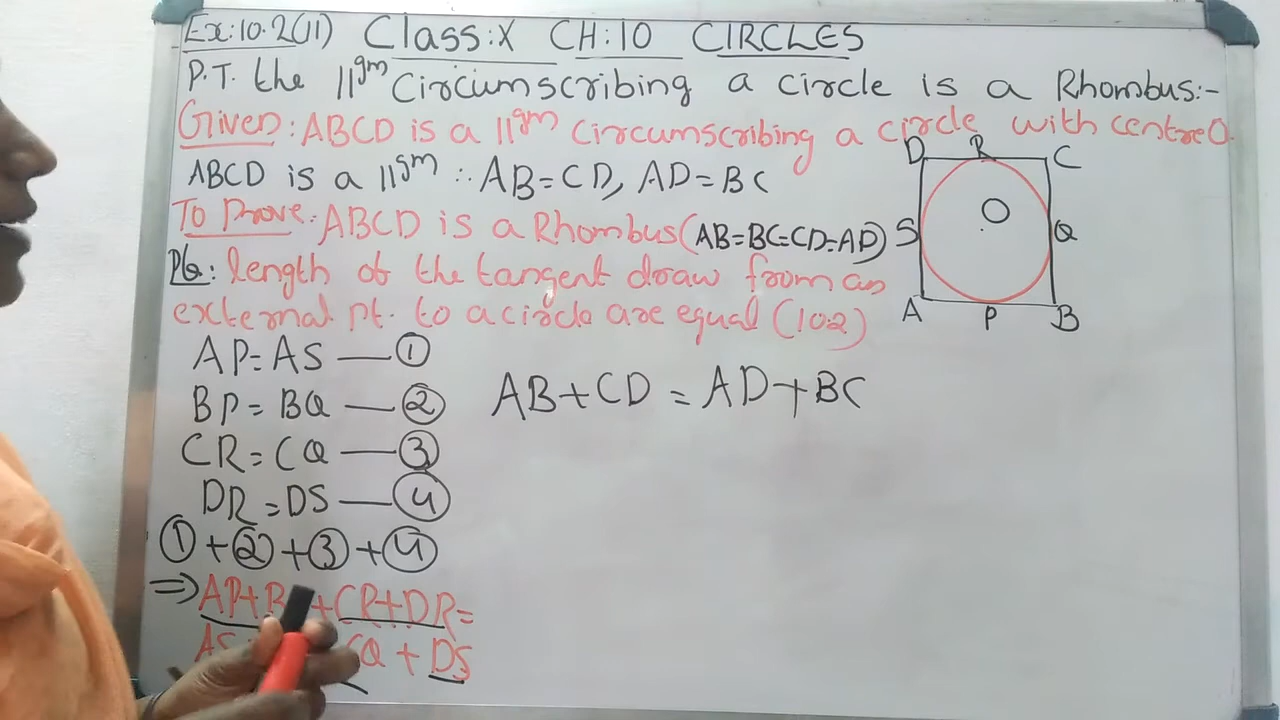 Ex:10.2(11) Class:X CH:10 CIRCLES
P.T. the ||gm Circumscribing a circle is a Rhombus:-
Given: ABCD is a ||gm circumscribing a circle with centre O
ABCD is a ||gm ∴ AB=CD, AD=BC
To Prove: ABCD is a Rhombus (AB=BC=CD=AD)
length of the tangent draw from an
external pt. to a circle are equal (10.2)
AP=AS — ①
BP=BQ — ②
CR=CQ — ③
DR=DS — ④
①+②+③+④
⇒ AP+B +CR+DR=
AS Q + DS
AB+CD = AD+BC
D R C
O
S Q
A P B